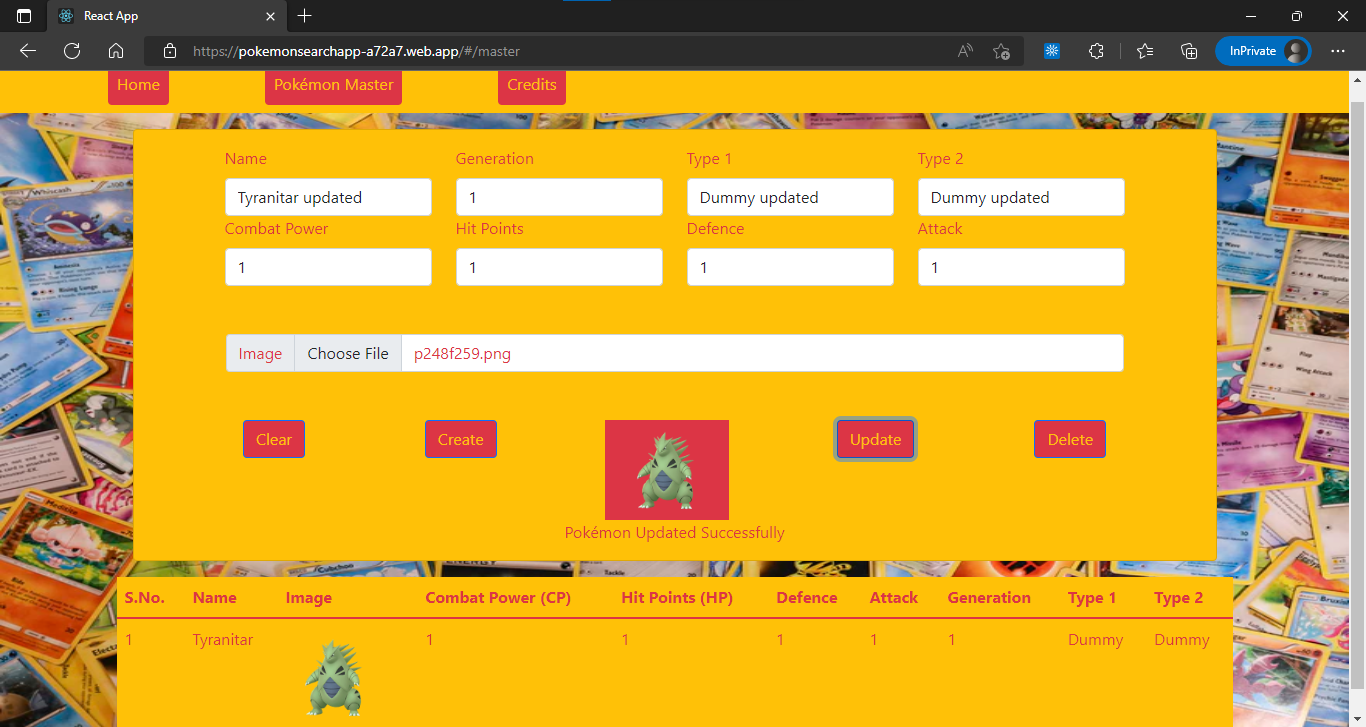 React App
https://pokemonsearchapp-a72a7.web.app/#/master
InPrivate
Home Pokémon Master Credits
Name Generation Type 1 Type 2
Tyranitar updated 1 Dummy updated Dummy updated
Combat Power Hit Points Defence Attack
1 1 1 1
Image Choose File p248f259.png
Clear Create Update Delete
Pokémon Updated Successfully
S.No. Name Image Combat Power (CP) Hit Points (HP) Defence Attack Generation Type 1 Type 2
1 Tyranitar 1 1 1 1 1 Dummy Dummy